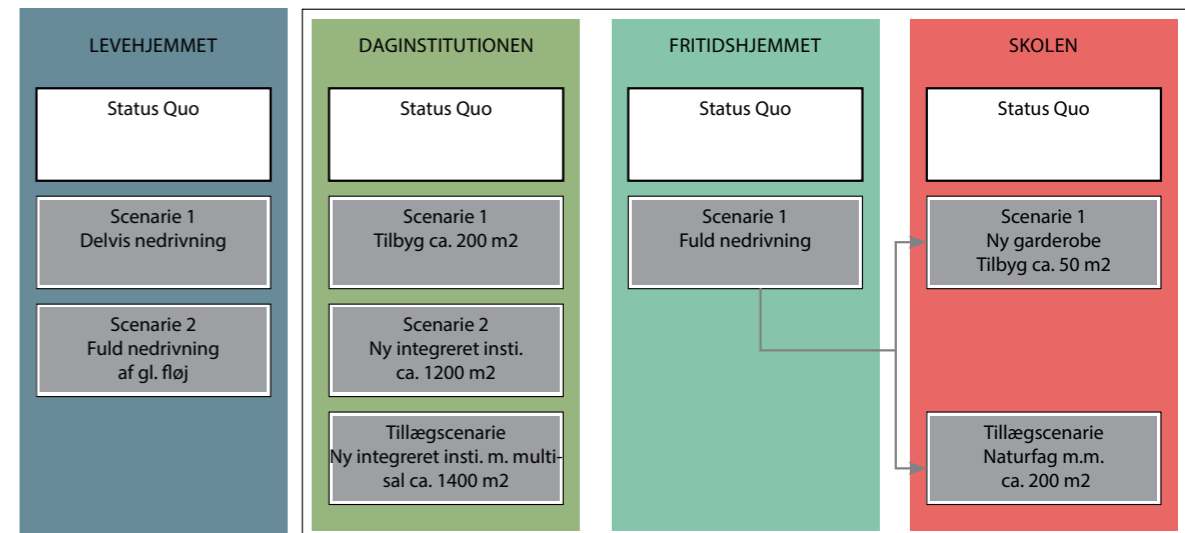 LEVEHJEMMET
Status Quo
Scenarie 1
Delvis nedrivning
Scenarie 2
Fuld nedrivning
af gl. fløj
DAGINSTITUTIONEN
Status Quo
Scenarie 1
Tilbyg ca. 200 m2
Scenarie 2
Ny integreret insti.
ca. 1200 m2
Tillægscenarie
Ny integreret insti. m. multi-
sal ca. 1400 m2
FRITIDSHJEMMET
Status Quo
Scenarie 1
Fuld nedrivning
SKOLEN
Status Quo
Scenarie 1
Ny garderobe
Tilbyg ca. 50 m2
Tillægscenarie
Naturfag m.m.
ca. 200 m2